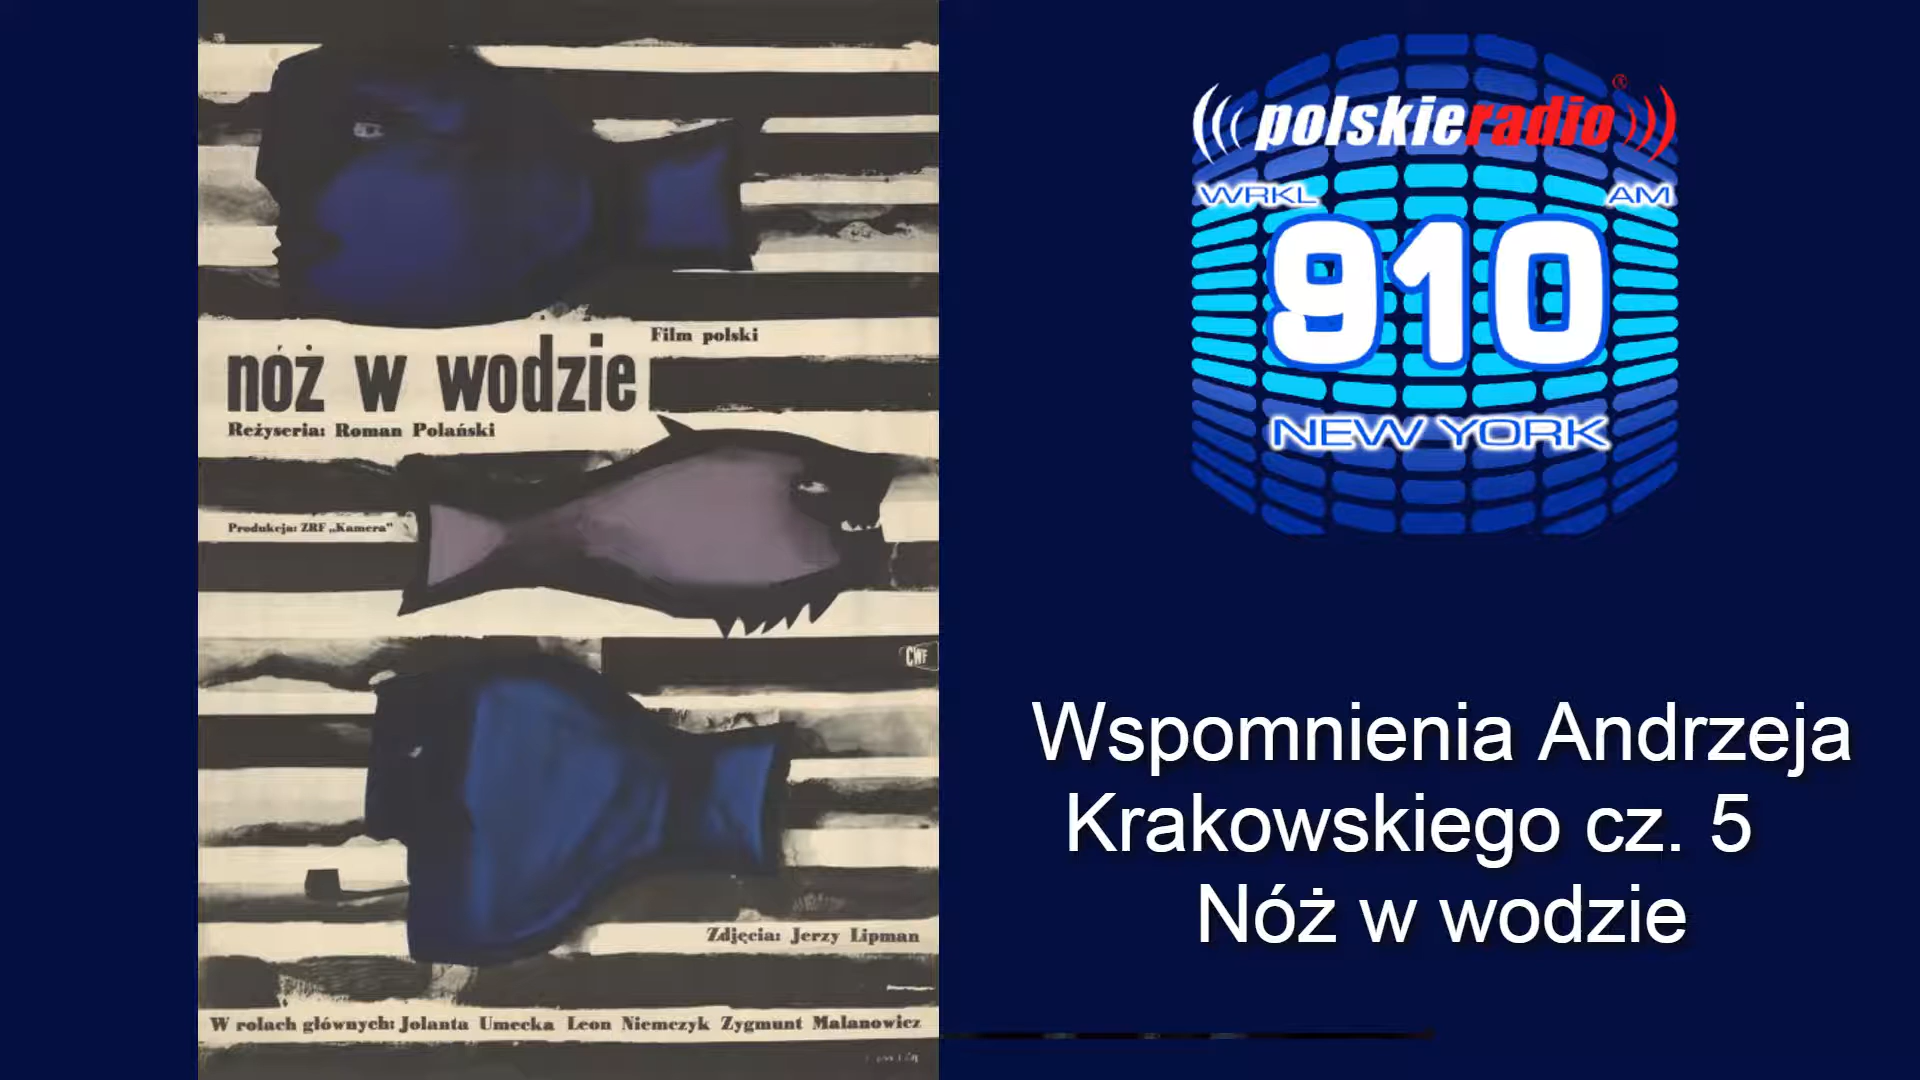 Film polski
nóż w wodzie
Reżyseria: Roman Polański
Produkcja: ZRF „Kamera"
CWF
Zdjęcia: Jerzy Lipman
W rolach głównych: Jolanta Umecka Leon Niemczyk Zygmunt Malanowicz
polskieradio®
WRKL AM
910
NEW YORK
Wspomnienia Andrzeja
Krakowskiego cz. 5
Nóż w wodzie